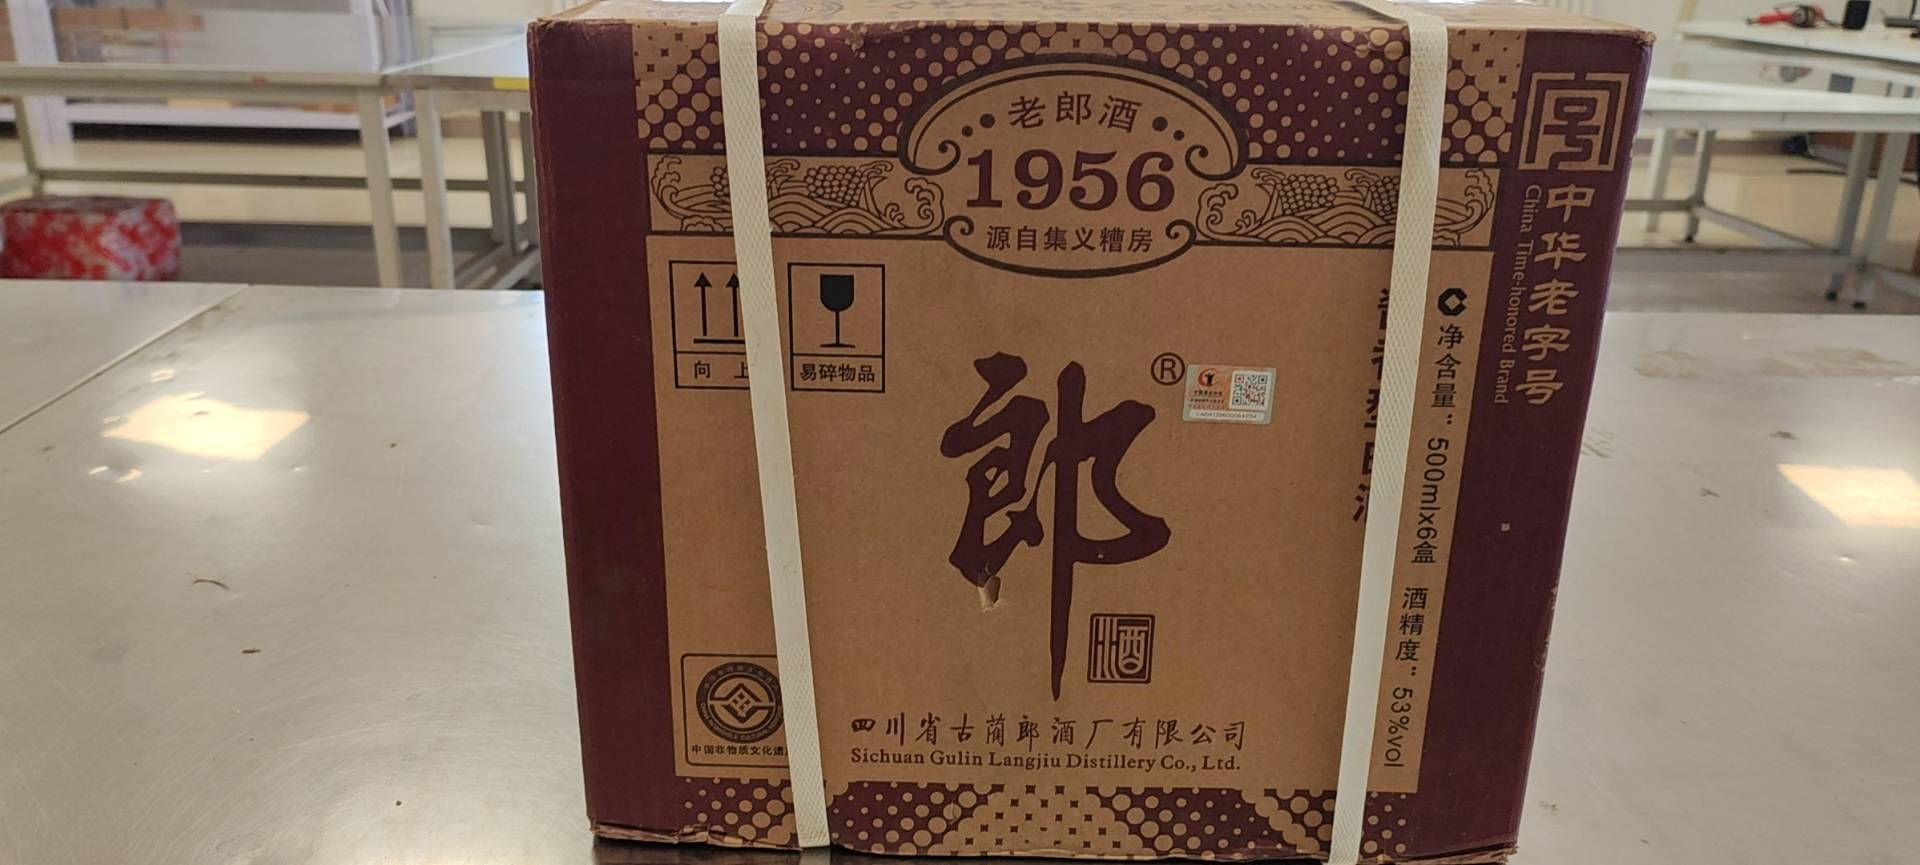 老郎酒
1956
源自集义糟房
向上
易碎物品
郎
®
酒
四川省古蔺郎酒厂有限公司
Sichuan Gulin Langjiu Distillery Co., Ltd.
中国非物质文化遗
净含量：500mlx6盒 酒精度：53%vol
中华老字号
China Time-honored Brand